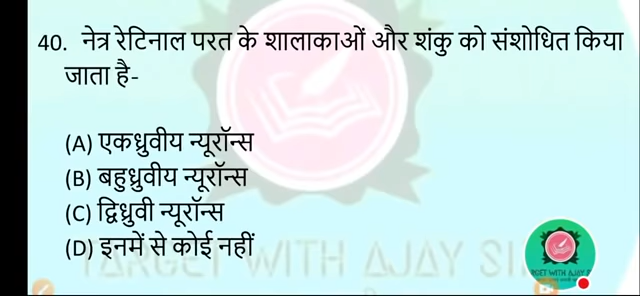 40. नेत्र रेटिनाल परत के शालाकाओं और शंकु को संशोधित किया
जाता है-
(A) एकध्रुवीय न्यूरॉन्स
(B) बहुध्रुवीय न्यूरॉन्स
(C) द्विध्रुवी न्यूरॉन्स
(D) इनमें से कोई नहीं
TARGET WITH AJAY SI